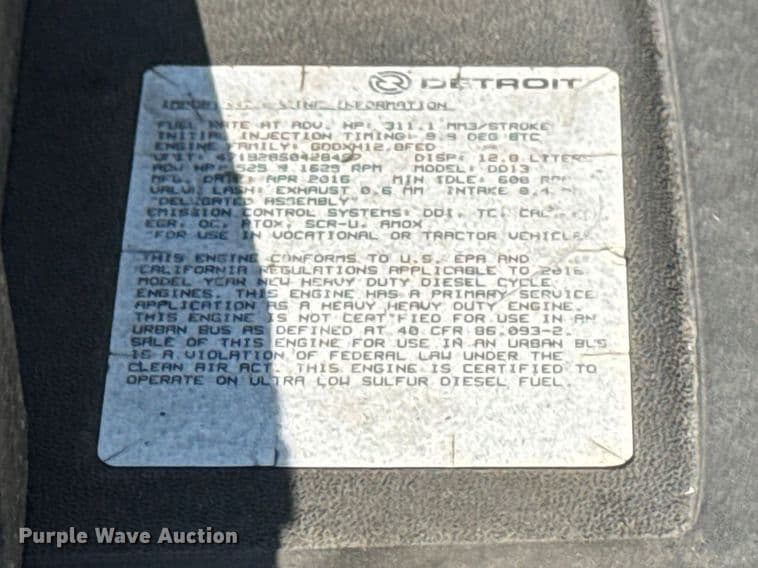 DETROIT
IMPORTANT ENGINE INFORMATION
FUEL RATE AT ADV. HP: 311.1 MM3/STROKE
INITIAL INJECTION TIMING: 9.9 DEG BTC
ENGINE FAMILY: GDDXH12.8FED
UNIT: DISP: 12.8 LITERS
ADV HP: 525 @ 1625 RPM MODEL: DD13
MFG. DATE: APR 2016 MIN IDLE: 600 RPM
VALVE LASH: EXHAUST 0.6 MM INTAKE 0.4
"DEL. GATES ASSEMBLY"
EMISSION CONTROL SYSTEMS: DDI, TC, CAC,
EGR, OC, PTOX, SCR-U, AMOX
"FOR USE IN VOCATIONAL OR TRACTOR VEHICLES"
THIS ENGINE CONFORMS TO U.S. EPA AND
CALIFORNIA REGULATIONS APPLICABLE TO 2016
MODEL YEAR NEW HEAVY DUTY DIESEL CYCLE
ENGINES. THIS ENGINE HAS A PRIMARY SERVICE
APPLICATION AS A HEAVY HEAVY DUTY ENGINE.
THIS ENGINE IS NOT CERTIFIED FOR USE IN AN
URBAN BUS AS DEFINED AT 40 CFR 86.093-2.
SALE OF THIS ENGINE FOR USE IN AN URBAN BUS
IS A VIOLATION OF FEDERAL LAW UNDER THE
CLEAN AIR ACT. THIS ENGINE IS CERTIFIED TO
OPERATE ON ULTRA LOW SULFUR DIESEL FUEL.
Purple Wave Auction